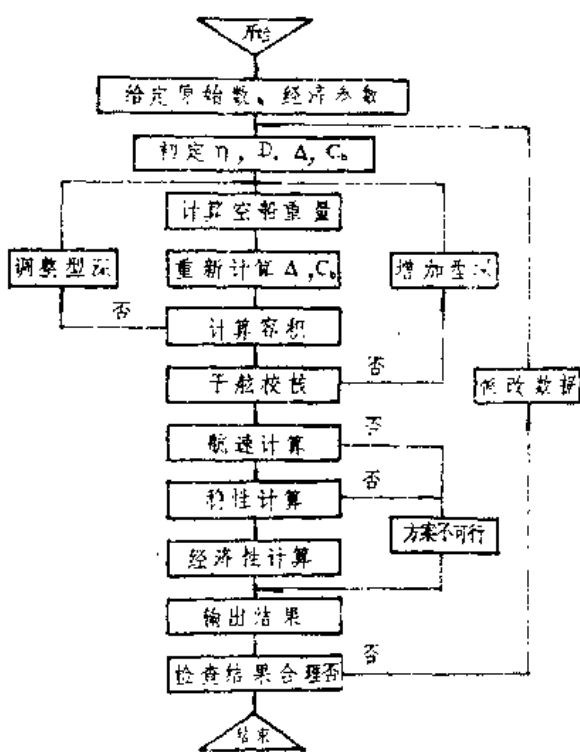 开始
给定原始数、经济参数
初定 η, D. Δ, Cb
计算空船重量
调整型深
重新计算 Δ, Cb
增加型深
否
计算容积
干舷校核
否
修改数据
航速计算
否
稳性计算
否
方案不可行
经济性计算
输出结果
检查结果合理否
否
结束